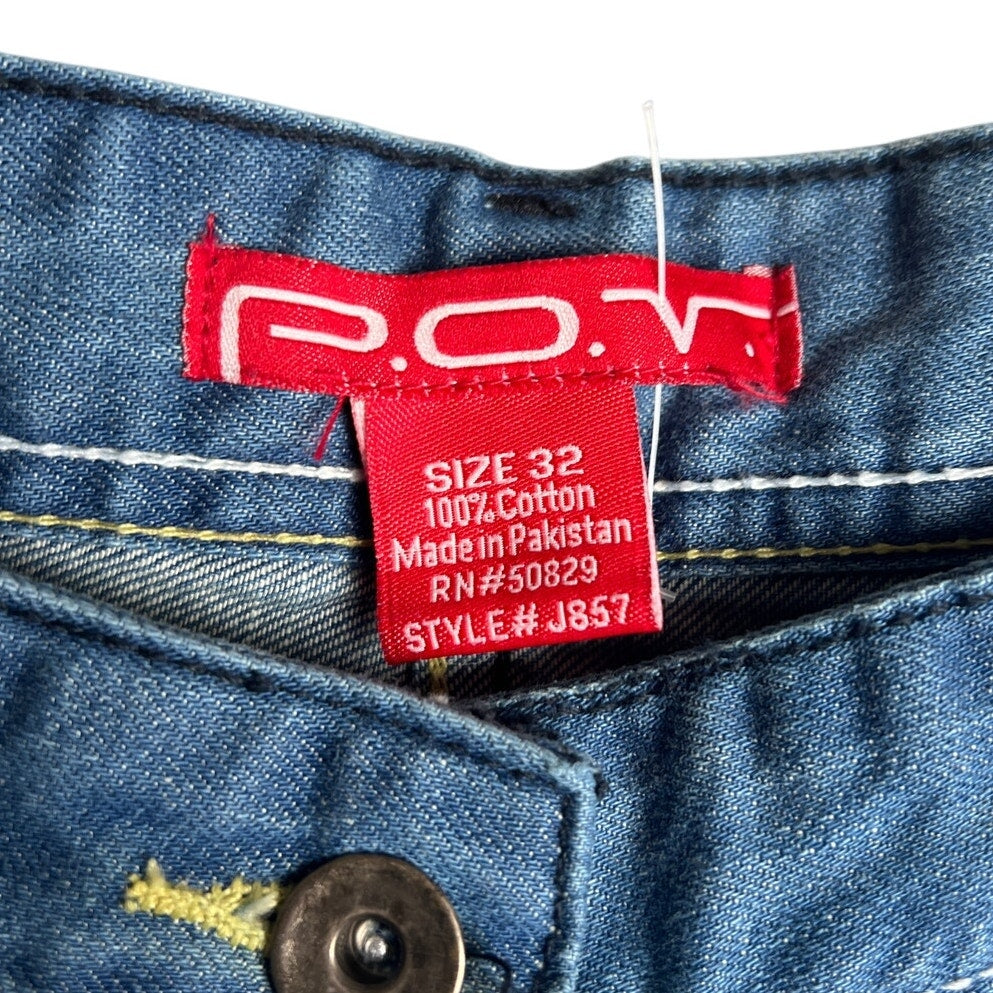 P.O.V.
SIZE 32
100% Cotton
Made in Pakistan
RN#50829
STYLE# J857